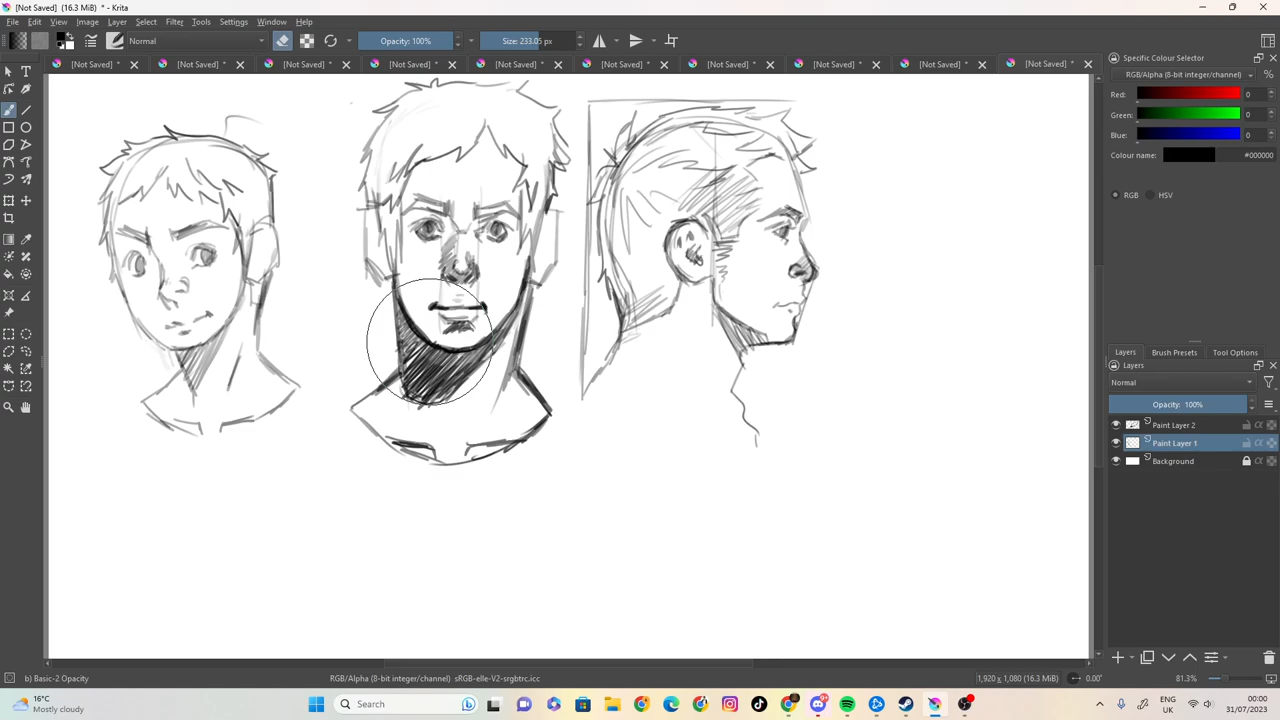 [Not Saved] (16.3 MiB) * - Krita
File Edit View Image Layer Select Filter Tools Settings Window Help
Normal Opacity: 100% Size: 233.05 px
[Not Saved] * [Not Saved] * [Not Saved] * [Not Saved] * [Not Saved] * [Not Saved] * [Not Saved] * [Not Saved] * [Not Saved] * [Not Saved] *
Specific Colour Selector
RGB/Alpha (8-bit integer/channel) %
Red: 0
Green: 0
Blue: 0
Colour name: #000000
RGB HSV
Layers Brush Presets Tool Options
Layers
Normal
Opacity: 100%
Paint Layer 2
Paint Layer 1
Background
b) Basic-2 Opacity RGB/Alpha (8-bit integer/channel) sRGB-elle-V2-srgbtrc.icc 1,920 x 1,080 (16.3 MiB) 0.00° 81.3%
16°C
Mostly cloudy
Search
ENG
UK
00:00
31/07/2023